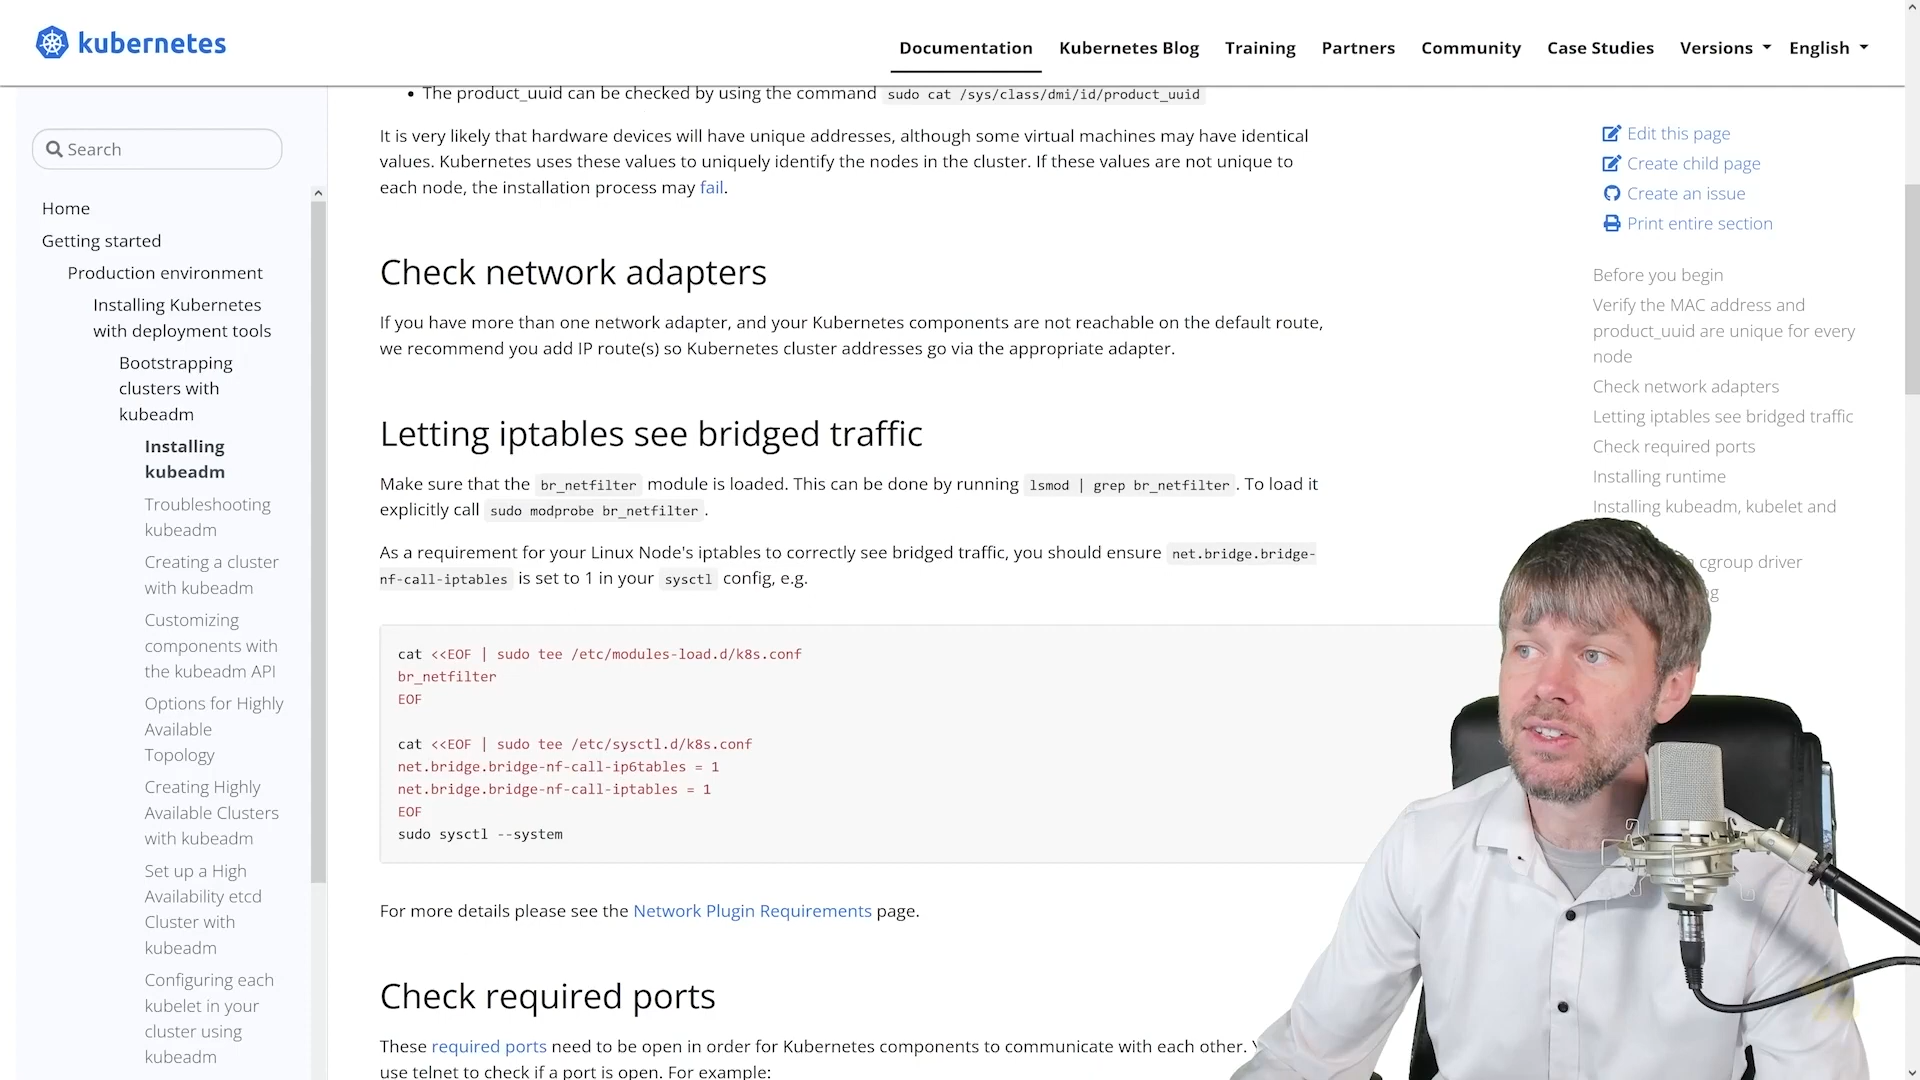 kubernetes
Documentation
Kubernetes Blog
Training
Partners
Community
Case Studies
Versions
English
Search
Home
Getting started
Production environment
Installing Kubernetes
with deployment tools
Bootstrapping
clusters with
kubeadm
Installing
kubeadm
Troubleshooting
kubeadm
Creating a cluster
with kubeadm
Customizing
components with
the kubeadm API
Options for Highly
Available
Topology
Creating Highly
Available Clusters
with kubeadm
Set up a High
Availability etcd
Cluster with
kubeadm
Configuring each
kubelet in your
cluster using
kubeadm
• The product_uuid can be checked by using the command sudo cat /sys/class/dmi/id/product_uuid
It is very likely that hardware devices will have unique addresses, although some virtual machines may have identical
values. Kubernetes uses these values to uniquely identify the nodes in the cluster. If these values are not unique to
each node, the installation process may fail.
Check network adapters
If you have more than one network adapter, and your Kubernetes components are not reachable on the default route,
we recommend you add IP route(s) so Kubernetes cluster addresses go via the appropriate adapter.
Letting iptables see bridged traffic
Make sure that the br_netfilter module is loaded. This can be done by running lsmod | grep br_netfilter. To load it
explicitly call sudo modprobe br_netfilter.
As a requirement for your Linux Node's iptables to correctly see bridged traffic, you should ensure net.bridge.bridge-
nf-call-iptables is set to 1 in your sysctl config, e.g.
cat <<EOF | sudo tee /etc/modules-load.d/k8s.conf
br_netfilter
EOF
cat <<EOF | sudo tee /etc/sysctl.d/k8s.conf
net.bridge.bridge-nf-call-ip6tables = 1
net.bridge.bridge-nf-call-iptables = 1
EOF
sudo sysctl --system
For more details please see the Network Plugin Requirements page.
Check required ports
These required ports need to be open in order for Kubernetes components to communicate with each other.
use telnet to check if a port is open. For example:
Edit this page
Create child page
Create an issue
Print entire section
Before you begin
Verify the MAC address and
product_uuid are unique for every
node
Check network adapters
Letting iptables see bridged traffic
Check required ports
Installing runtime
Installing kubeadm, kubelet and
cgroup driver